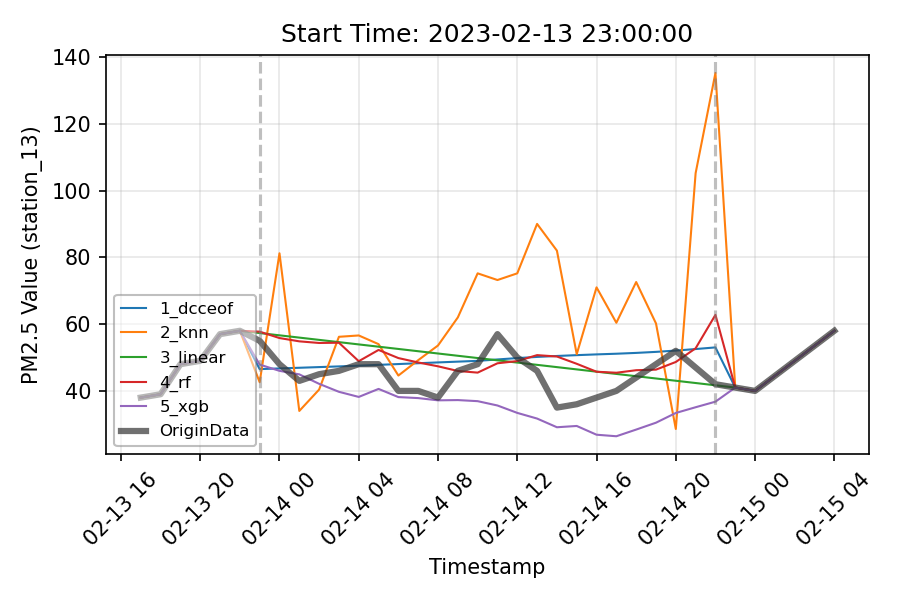 Start Time: 2023-02-13 23:00:00
PM2.5 Value (station_13)
140
120
100
80
60
40
1_dcceof
2_knn
3_linear
4_rf
5_xgb
OriginData
02-13 16
02-13 20
02-14 00
02-14 04
02-14 08
02-14 12
02-14 16
02-14 20
02-15 00
02-15 04
Timestamp